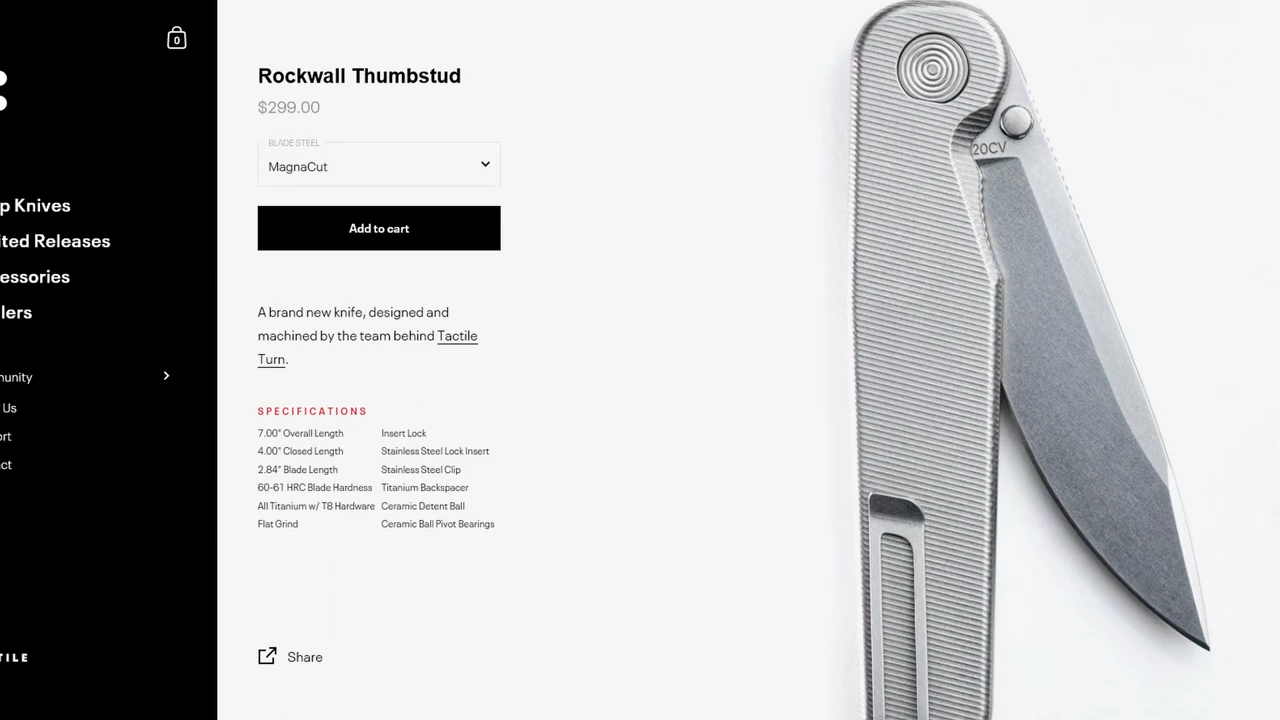 0
p Knives
ited Releases
essories
lers
munity
Us
ort
ct
TILE
Rockwall Thumbstud
$299.00
BLADE STEEL
MagnaCut
Add to cart
A brand new knife, designed and
machined by the team behind Tactile
Turn.
SPECIFICATIONS
7.00" Overall Length Insert Lock
4.00" Closed Length Stainless Steel Lock Insert
2.84" Blade Length Stainless Steel Clip
60-61 HRC Blade Hardness Titanium Backspacer
All Titanium w/ T8 Hardware Ceramic Detent Ball
Flat Grind Ceramic Ball Pivot Bearings
Share
20CV